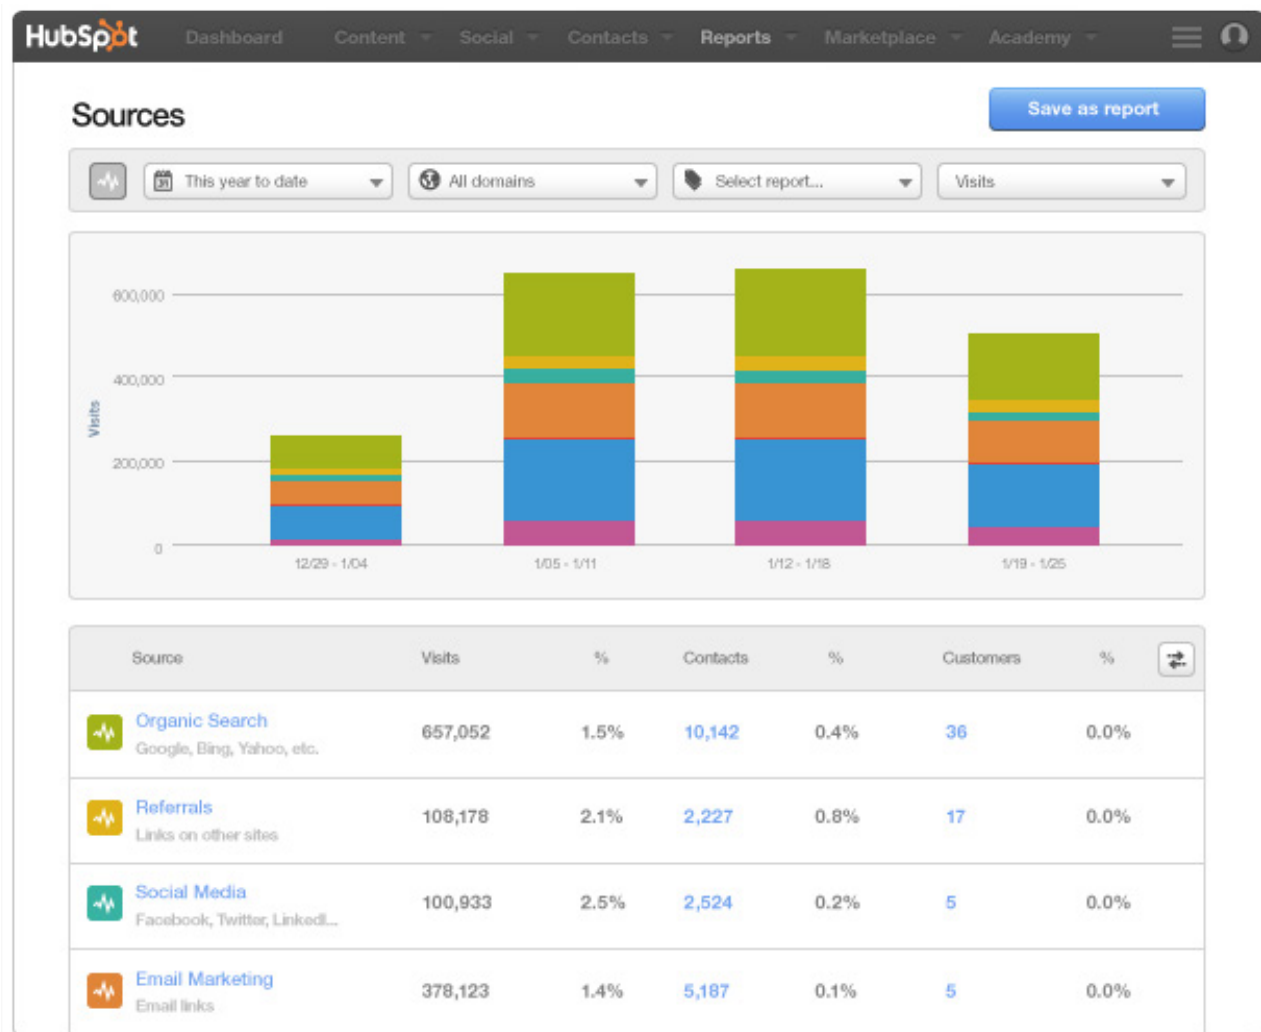 HubSpot Dashboard Content Social Contacts Reports Marketplace Academy
Sources
Save as report
31 This year to date All domains Select report... Visits
600,000
400,000
200,000
0
Visits
12/29 - 1/04 1/05 - 1/11 1/12 - 1/18 1/19 - 1/25
Source Visits % Contacts % Customers %
Organic Search
Google, Bing, Yahoo, etc.
657,052 1.5% 10,142 0.4% 36 0.0%
Referrals
Links on other sites
108,178 2.1% 2,227 0.8% 17 0.0%
Social Media
Facebook, Twitter, LinkedI...
100,933 2.5% 2,524 0.2% 5 0.0%
Email Marketing
Email links
378,123 1.4% 5,187 0.1% 5 0.0%